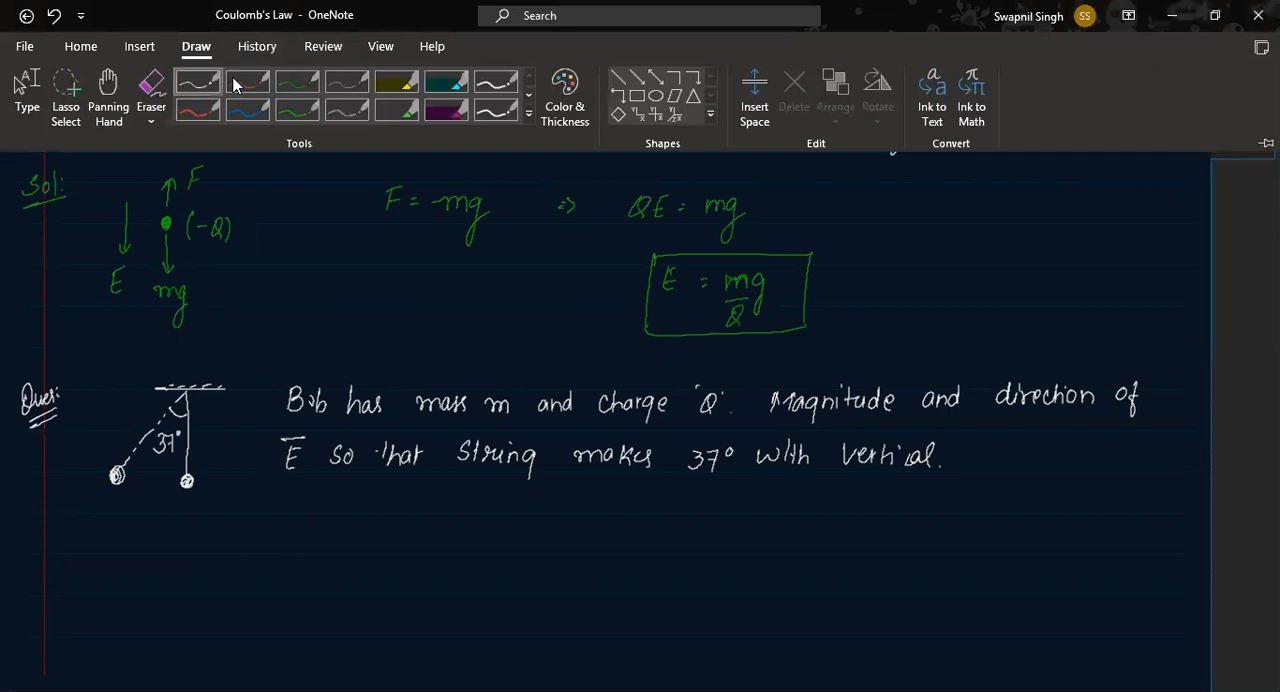 Coulomb's Law - OneNote
Search
Swapnil Singh
SS
File Home Insert Draw History Review View Help
Type
Lasso Select
Panning Hand
Eraser
Color & Thickness
Insert Space
Delete
Arrange
Rotate
Ink to Text
Ink to Math
Tools
Shapes
Edit
Convert
Sol:
F
(-Q)
E
mg
F = mg ⇒ QE = mg
E = mg/Q
Ques:
37°
Bob has mass m and charge Q. Magnitude and direction of
E so that string makes 37° with vertical.